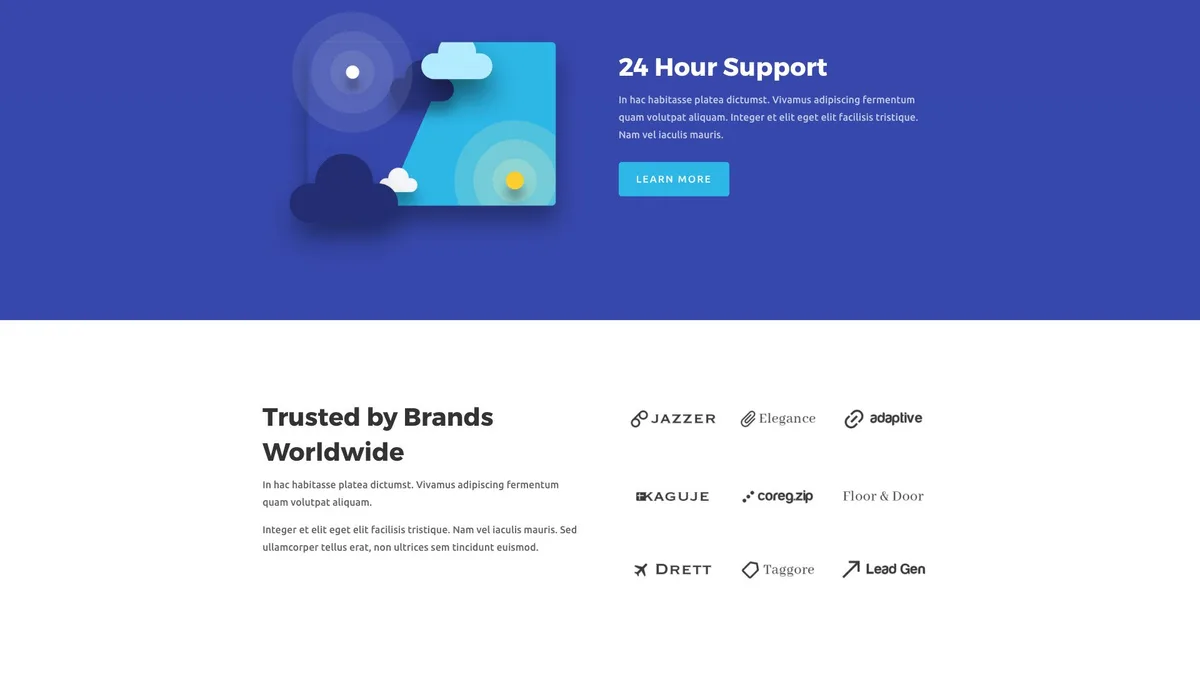 24 Hour Support
In hac habitasse platea dictumst. Vivamus adipiscing fermentum
quam volutpat aliquam. Integer et elit eget elit facilisis tristique.
Nam vel iaculis mauris.
LEARN MORE
Trusted by Brands
Worldwide
In hac habitasse platea dictumst. Vivamus adipiscing fermentum
quam volutpat aliquam.
Integer et elit eget elit facilisis tristique. Nam vel iaculis mauris. Sed
ullamcorper tellus erat, non ultrices sem tincidunt euismod.
JAZZER Elegance adaptive
KAGUJE coreg.zip Floor & Door
DRETT Taggore Lead Gen